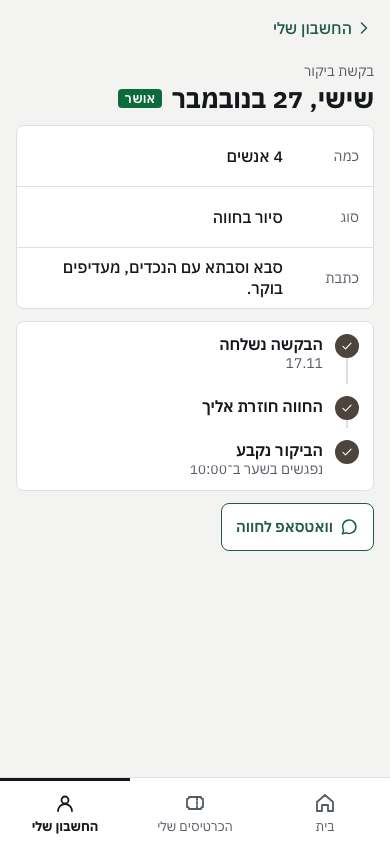 החשבון שלי
בקשת ביקור
שישי, 27 בנובמבר אושר
כמה 4 אנשים
סוג סיור בחווה
כתבת סבא וסבתא עם הנכדים, מעדיפים
בוקר.
הבקשה נשלחה
17.11
החווה חוזרת אליך
הביקור נקבע
נפגשים בשער ב־10:00
וואטסאפ לחווה
בית הכרטיסים שלי החשבון שלי